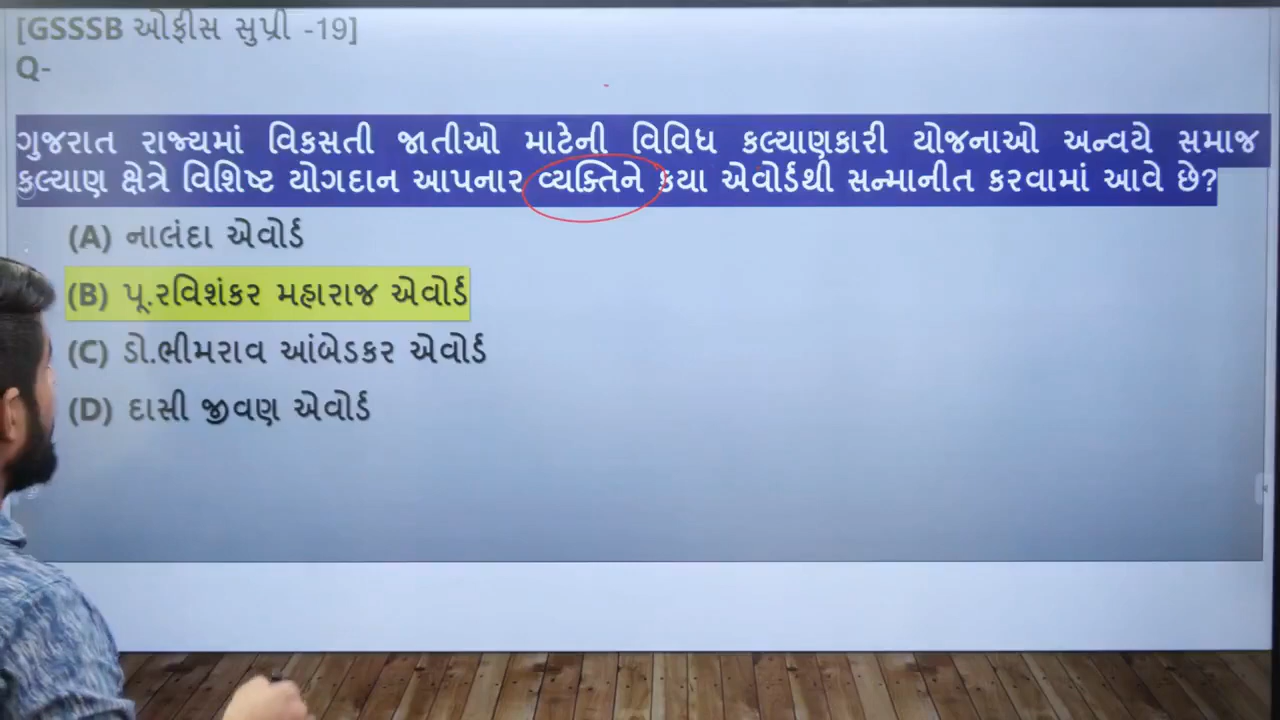 [GSSSB ઓફીસ સુપ્રી -19]
Q-
ગુજરાત રાજ્યમાં વિકસતી જાતીઓ માટેની વિવિધ કલ્યાણકારી યોજનાઓ અન્વયે સમાજ
કલ્યાણ ક્ષેત્રે વિશિષ્ટ યોગદાન આપનાર વ્યક્તિને કયા એવોર્ડથી સન્માનીત કરવામાં આવે છે?
(A) નાલંદા એવોર્ડ
(B) પૂ.રવિશંકર મહારાજ એવોર્ડ
(C) ડો.ભીમરાવ આંબેડકર એવોર્ડ
(D) દાસી જીવણ એવોર્ડ